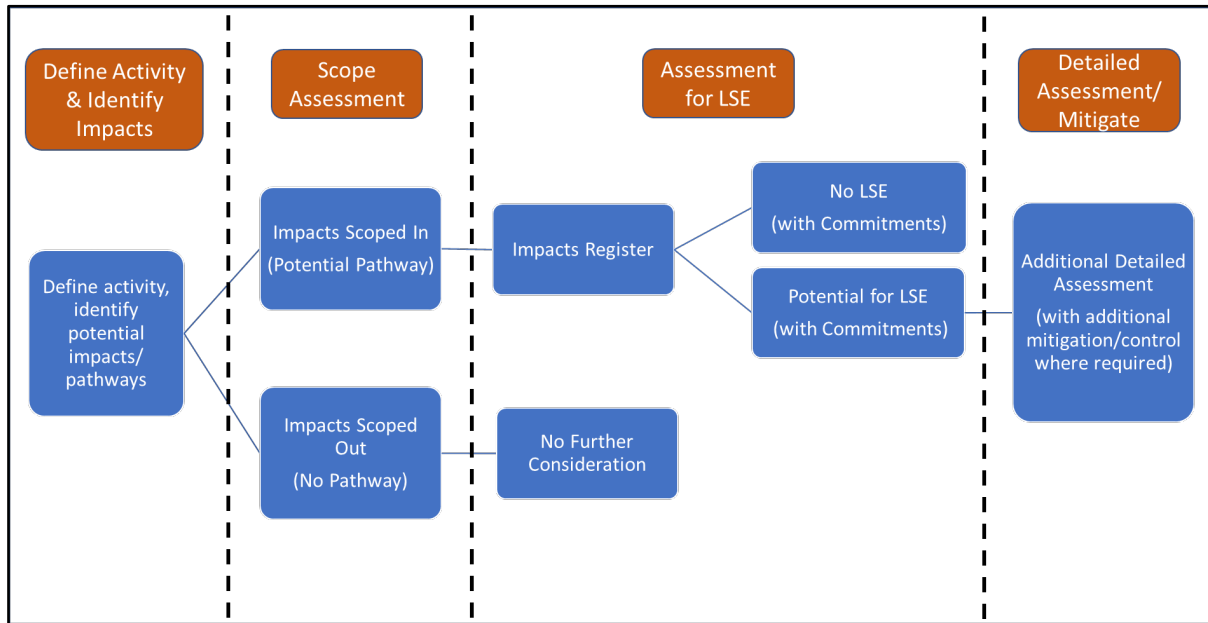 Define Activity
& Identify
Impacts
Scope
Assessment
Assessment
for LSE
Detailed
Assessment/
Mitigate
Define activity,
identify
potential
impacts/
pathways
Impacts Scoped In
(Potential Pathway)
Impacts Scoped
Out
(No Pathway)
Impacts Register
No Further
Consideration
No LSE
(with Commitments)
Potential for LSE
(with Commitments)
Additional Detailed
Assessment
(with additional
mitigation/control
where required)